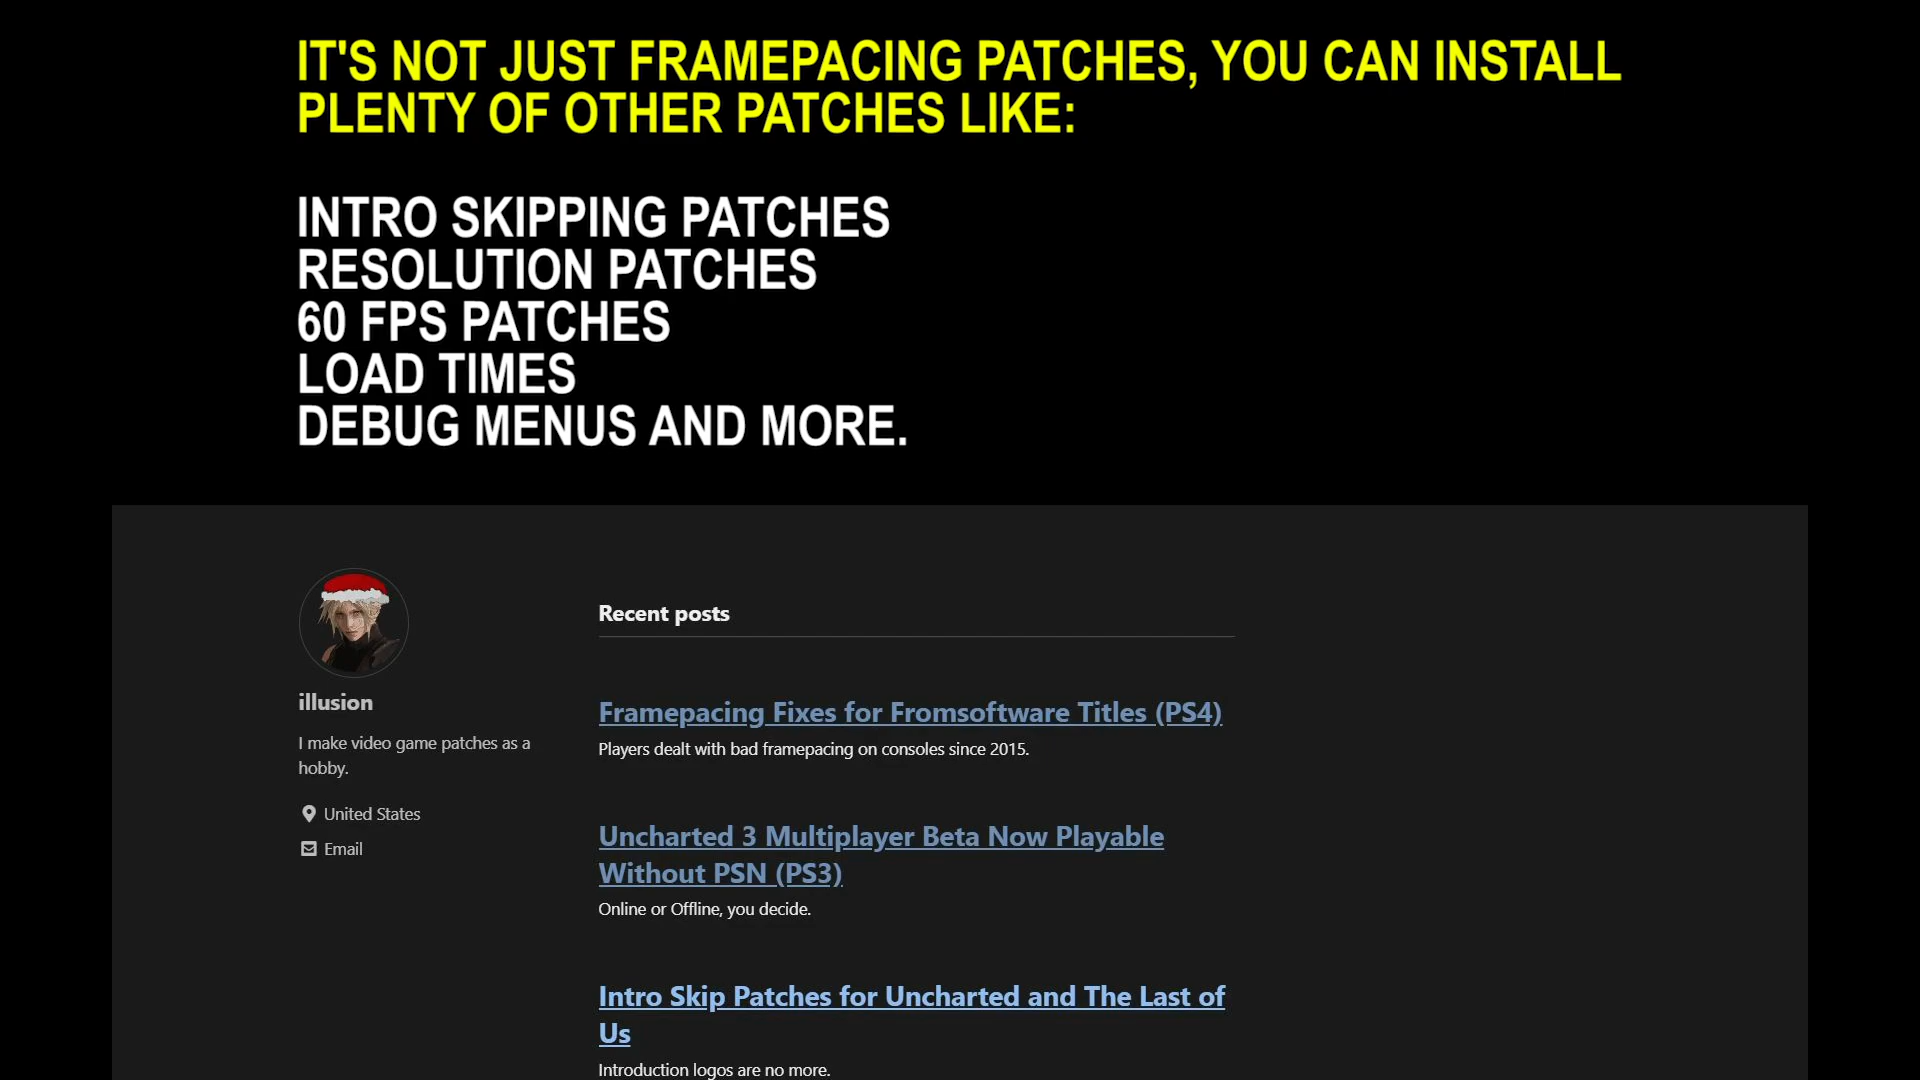 IT'S NOT JUST FRAMEPACING PATCHES, YOU CAN INSTALL
PLENTY OF OTHER PATCHES LIKE:
INTRO SKIPPING PATCHES
RESOLUTION PATCHES
60 FPS PATCHES
LOAD TIMES
DEBUG MENUS AND MORE.
illusion
I make video game patches as a
hobby.
United States
Email
Recent posts
Framepacing Fixes for Fromsoftware Titles (PS4)
Players dealt with bad framepacing on consoles since 2015.
Uncharted 3 Multiplayer Beta Now Playable
Without PSN (PS3)
Online or Offline, you decide.
Intro Skip Patches for Uncharted and The Last of
Us
Introduction logos are no more.